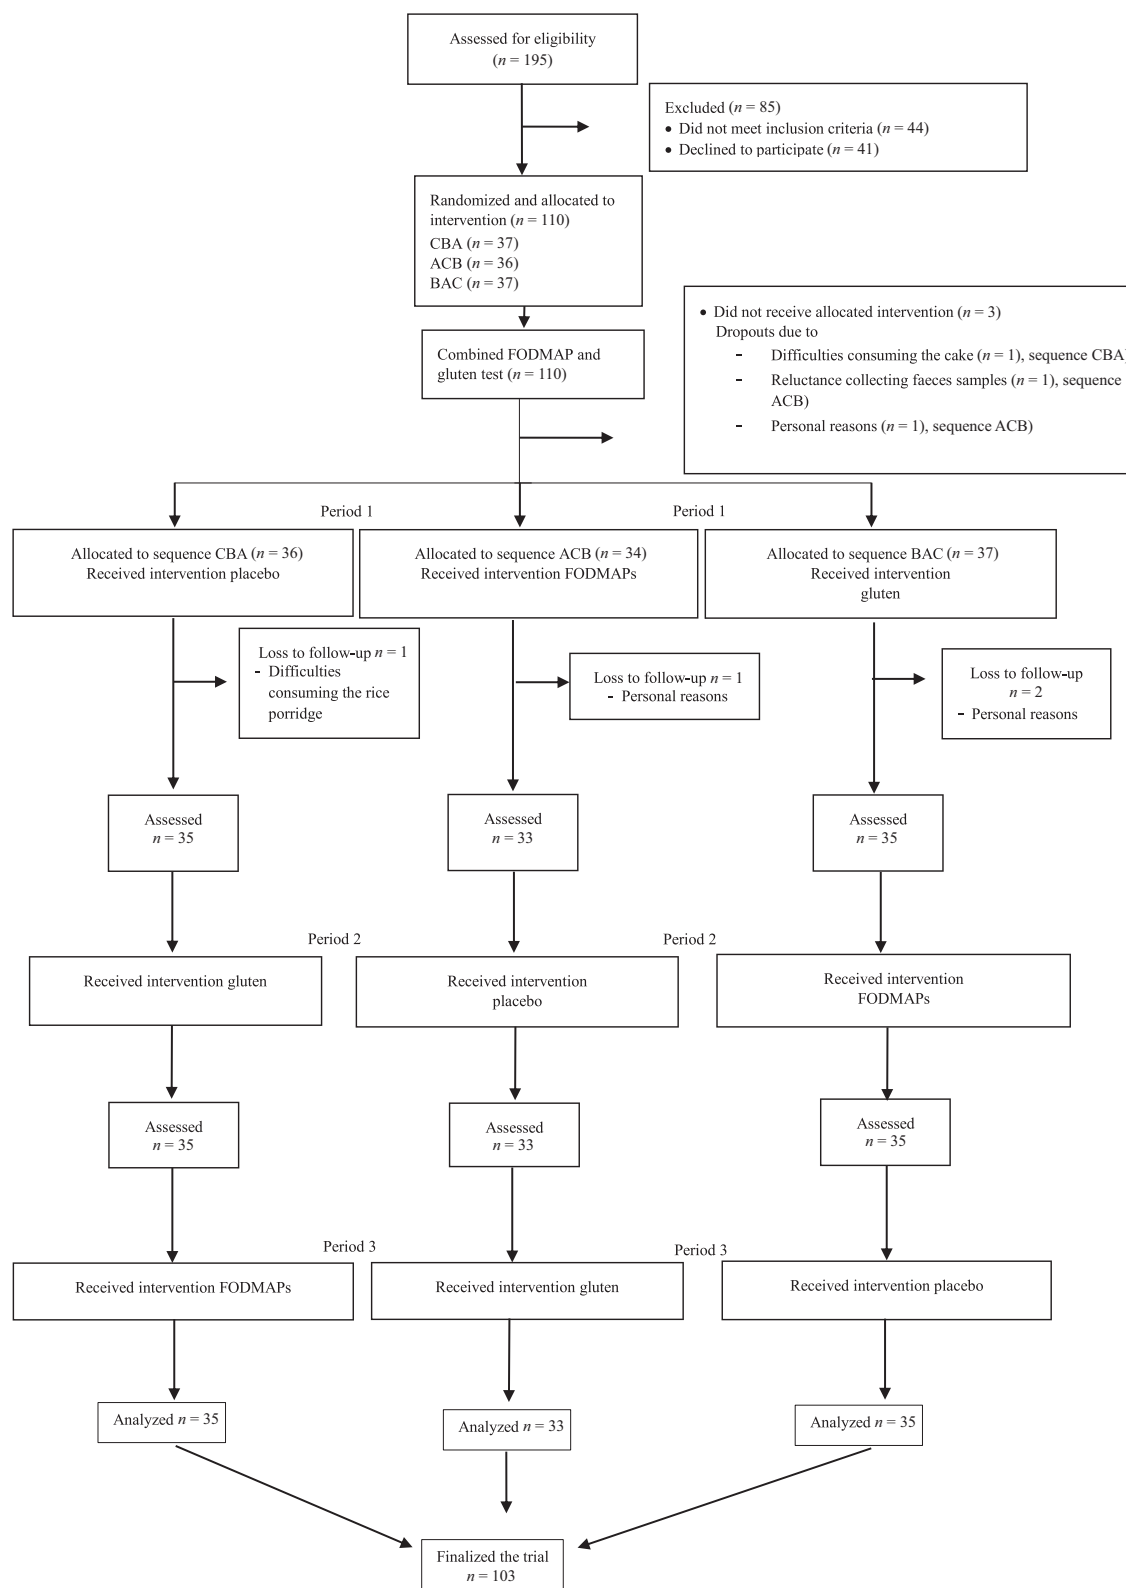 Assessed for eligibility
(n = 195)
Excluded (n = 85)
• Did not meet inclusion criteria (n = 44)
• Declined to participate (n = 41)
Randomized and allocated to
intervention (n = 110)
CBA (n = 37)
ACB (n = 36)
BAC (n = 37)
• Did not receive allocated intervention (n = 3)
Dropouts due to
- Difficulties consuming the cake (n = 1), sequence CBA)
- Reluctance collecting faeces samples (n = 1), sequence
ACB)
- Personal reasons (n = 1), sequence ACB)
Combined FODMAP and
gluten test (n = 110)
Period 1
Period 1
Allocated to sequence CBA (n = 36)
Received intervention placebo
Allocated to sequence ACB (n = 34)
Received intervention FODMAPs
Allocated to sequence BAC (n = 37)
Received intervention
gluten
Loss to follow-up n = 1
- Difficulties
consuming the rice
porridge
Loss to follow-up n = 1
- Personal reasons
Loss to follow-up
n = 2
- Personal reasons
Assessed
n = 35
Assessed
n = 33
Assessed
n = 35
Period 2
Period 2
Received intervention gluten
Received intervention
placebo
Received intervention
FODMAPs
Assessed
n = 35
Assessed
n = 33
Assessed
n = 35
Period 3
Period 3
Received intervention FODMAPs
Received intervention gluten
Received intervention placebo
Analyzed n = 35
Analyzed n = 33
Analyzed n = 35
Finalized the trial
n = 103